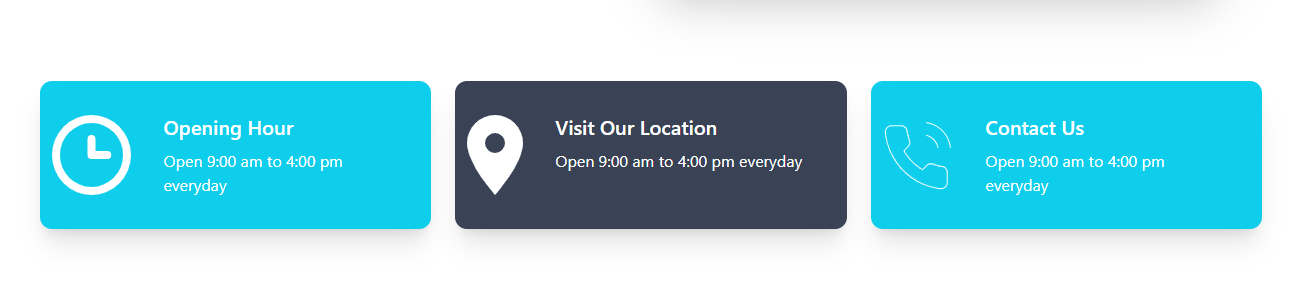 Opening Hour
Open 9:00 am to 4:00 pm
everyday
Visit Our Location
Open 9:00 am to 4:00 pm everyday
Contact Us
Open 9:00 am to 4:00 pm
everyday